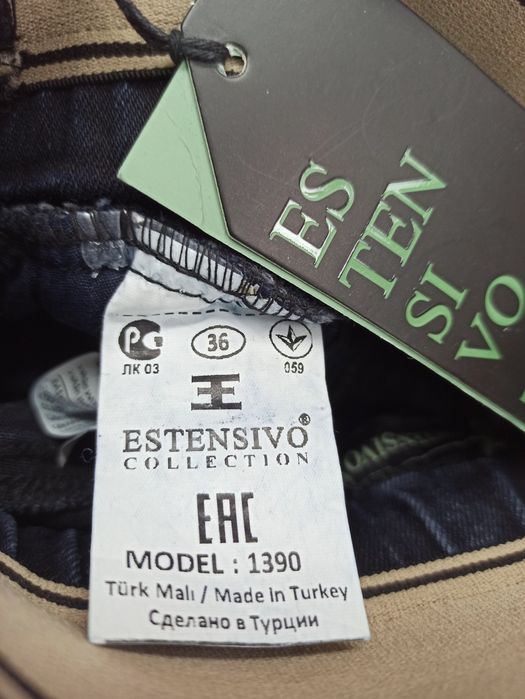 ES
TEN
SI
VO
РС 36
ЛК 03 059
ESTENSIVO®
COLLECTION
EAC
MODEL : 1390
Türk Malı / Made In Turkey
Сделано в Турции